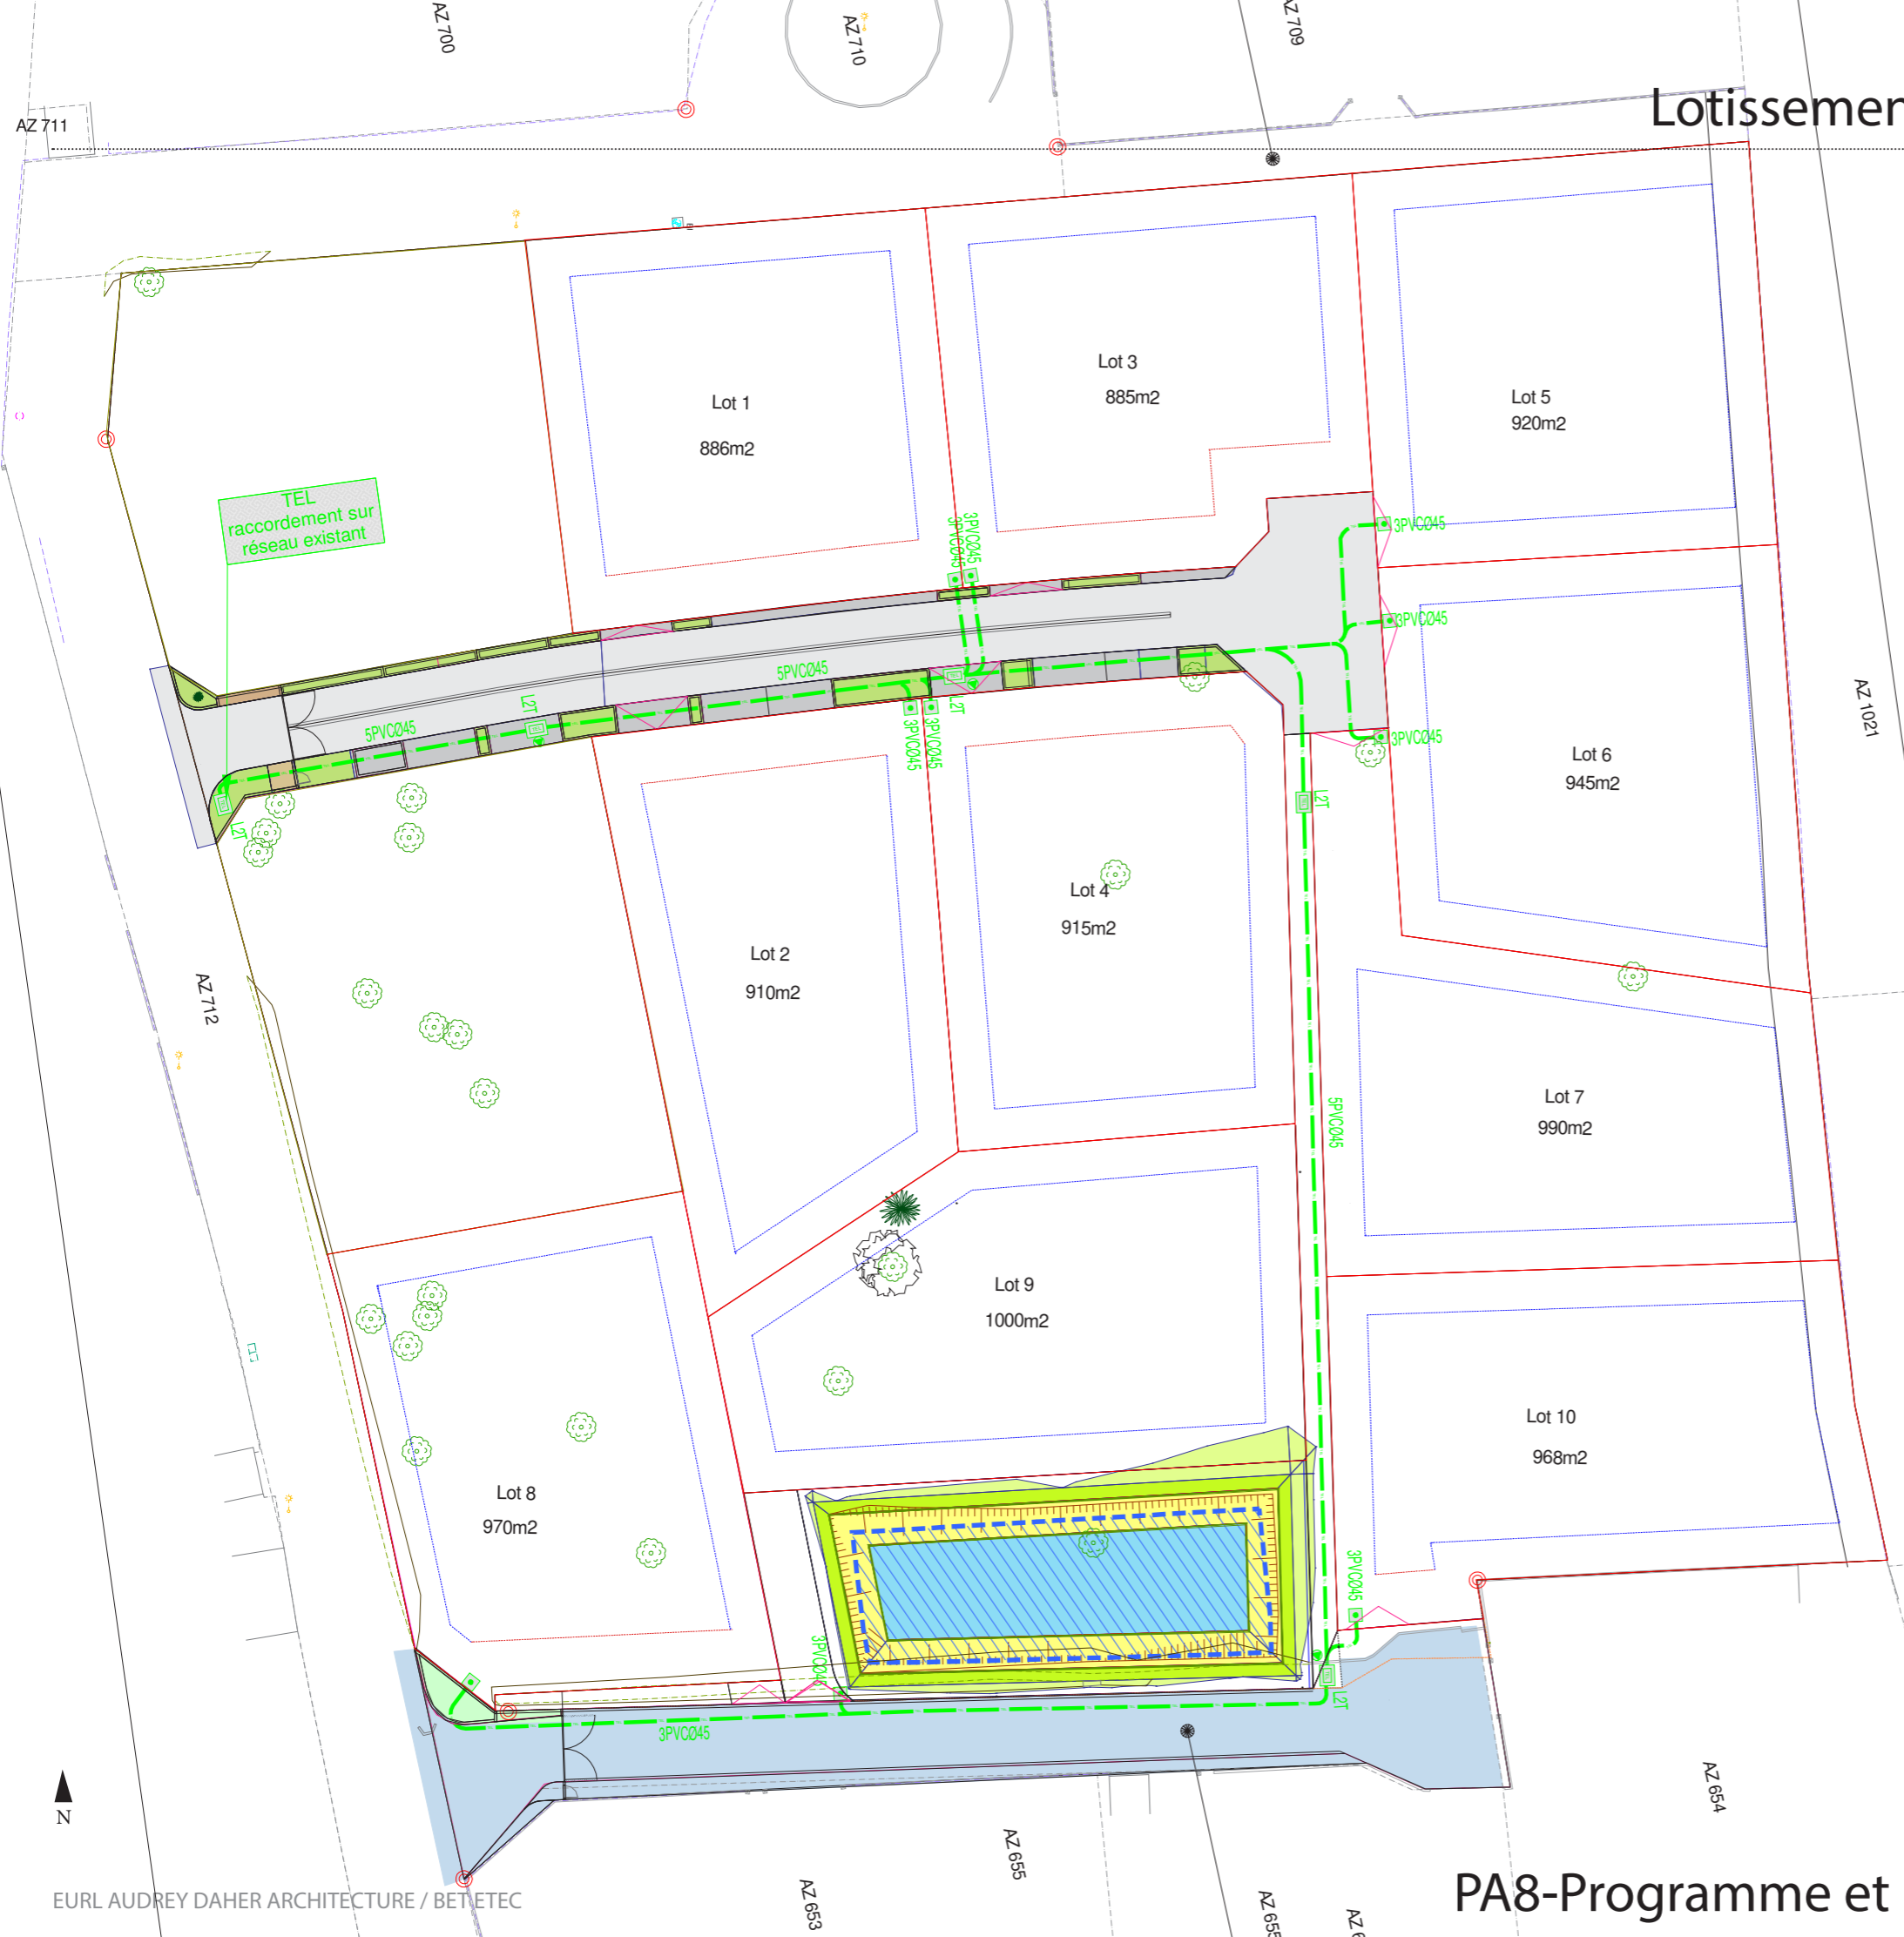 AZ 700
AZ 710
AZ 709
AZ 711
Lotissemen
Lot 3
885m2
Lot 1
886m2
Lot 5
920m2
TEL
raccordement sur
réseau existant
3PVCØ45
3PVCØ45
3PVCØ45
3PVCØ45
5PVCØ45
5PVCØ45
L2T
L2T
L2T
3PVCØ45
3PVCØ45
3PVCØ45
AZ 1021
Lot 6
945m2
L2T
Lot 4
915m2
Lot 2
910m2
AZ 712
5PVCØ45
Lot 7
990m2
Lot 9
1000m2
Lot 10
968m2
Lot 8
970m2
3PVCØ45
3PVCØ4
L2T
3PVCØ45
AZ 654
AZ 655
AZ 653
AZ 655
AZ
N
EURL AUDREY DAHER ARCHITECTURE / BET ETEC
PA8-Programme et